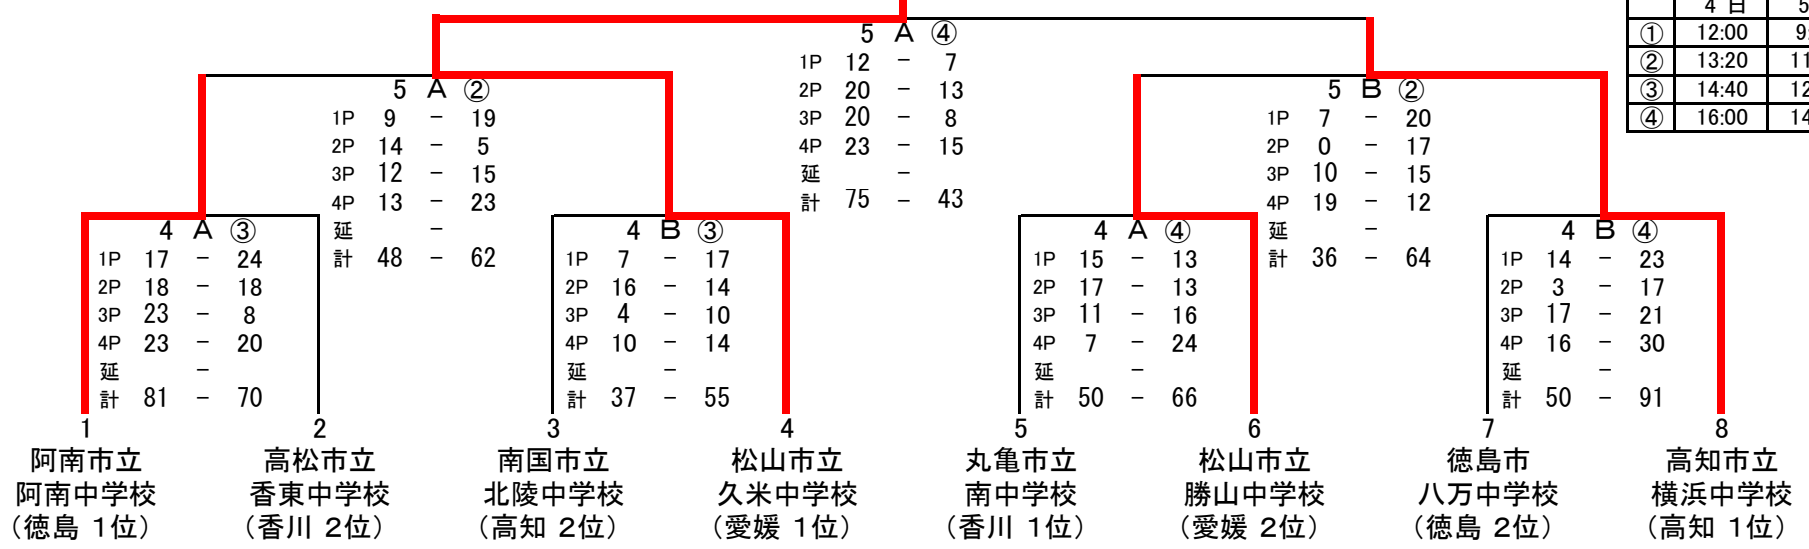 4 日 5
① 12:00 9:
② 13:20 11
③ 14:40 12
④ 16:00 14
5 A ④
1P 12 - 7
2P 20 - 13
3P 20 - 8
4P 23 - 15
延 -
計 75 - 43
5 A ②
1P 9 - 19
2P 14 - 5
3P 12 - 15
4P 13 - 23
延 -
計 48 - 62
5 B ②
1P 7 - 20
2P 0 - 17
3P 10 - 15
4P 19 - 12
延 -
計 36 - 64
4 A ③
1P 17 - 24
2P 18 - 18
3P 23 - 8
4P 23 - 20
延 -
計 81 - 70
4 B ③
1P 7 - 17
2P 16 - 14
3P 4 - 10
4P 10 - 14
延 -
計 37 - 55
4 A ④
1P 15 - 13
2P 17 - 13
3P 11 - 16
4P 7 - 24
延 -
計 50 - 66
4 B ④
1P 14 - 23
2P 3 - 17
3P 17 - 21
4P 16 - 30
延 -
計 50 - 91
1
阿南市立
阿南中学校
（徳島 1位）
2
高松市立
香東中学校
（香川 2位）
3
南国市立
北陵中学校
（高知 2位）
4
松山市立
久米中学校
（愛媛 1位）
5
丸亀市立
南中学校
（香川 1位）
6
松山市立
勝山中学校
（愛媛 2位）
7
徳島市
八万中学校
（徳島 2位）
8
高知市立
横浜中学校
（高知 1位）